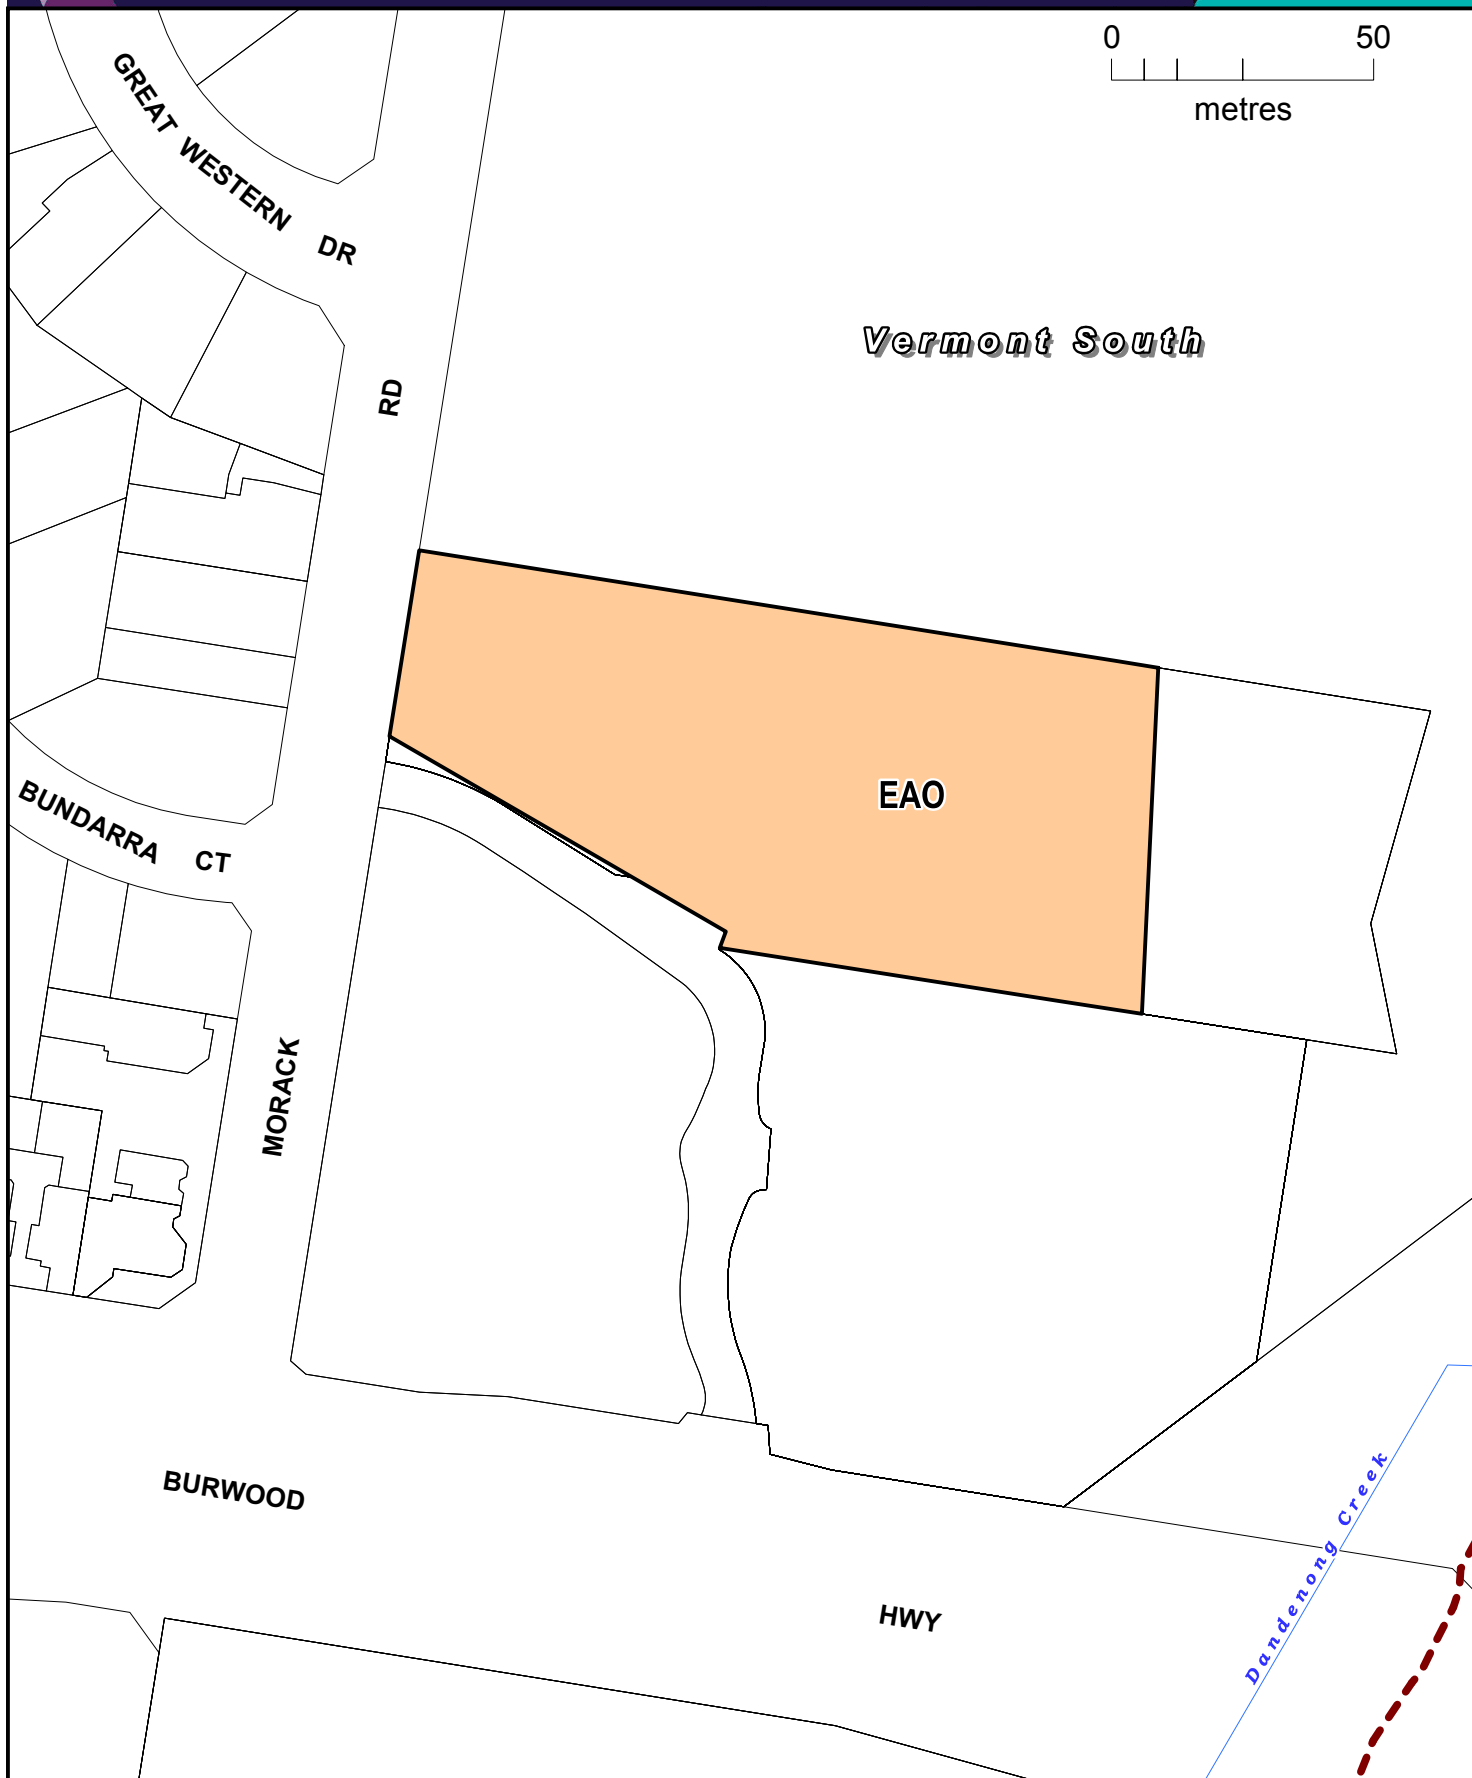 0 50
metres
GREAT WESTERN DR
Vermont South
RD
EAO
BUNDARRA CT
MORACK
BURWOOD
HWY
Dandenong Creek